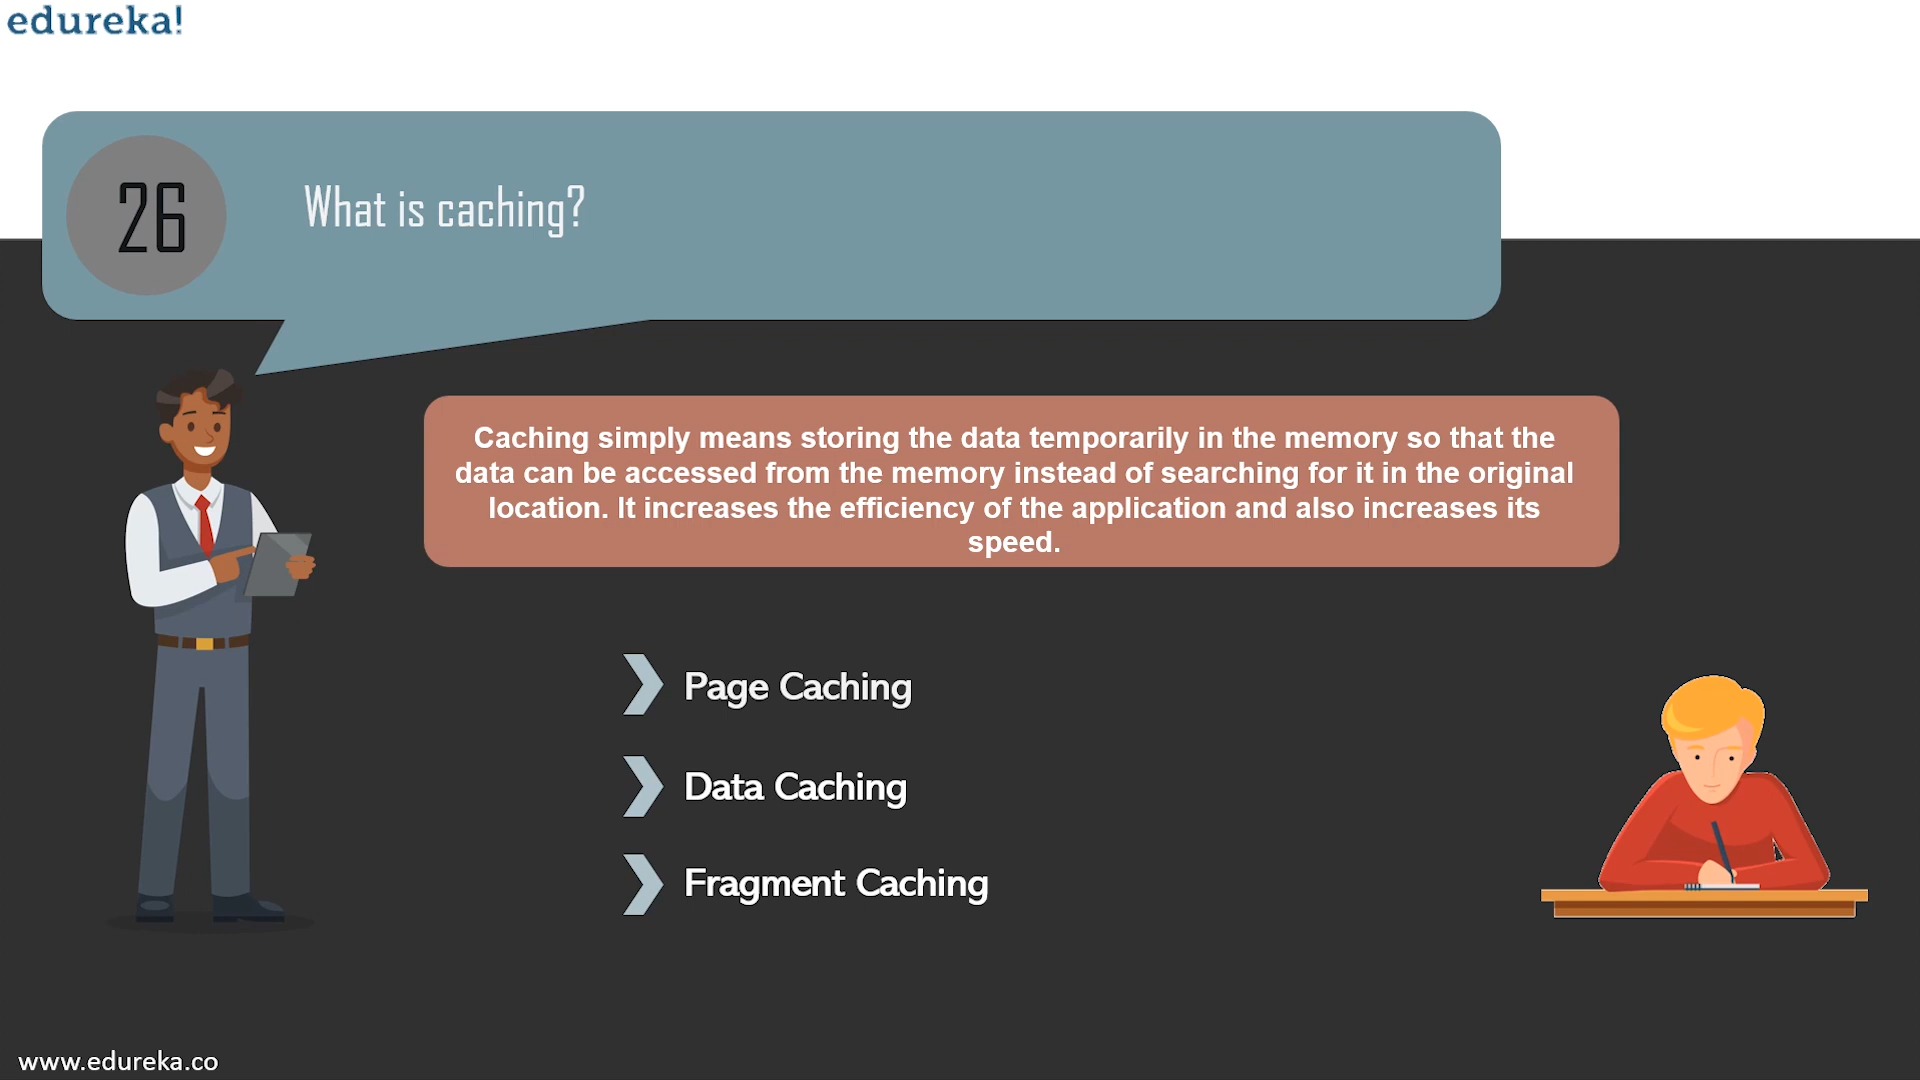 edureka!
26
What is caching?
Caching simply means storing the data temporarily in the memory so that the
data can be accessed from the memory instead of searching for it in the original
location. It increases the efficiency of the application and also increases its
speed.
Page Caching
Data Caching
Fragment Caching
www.edureka.co